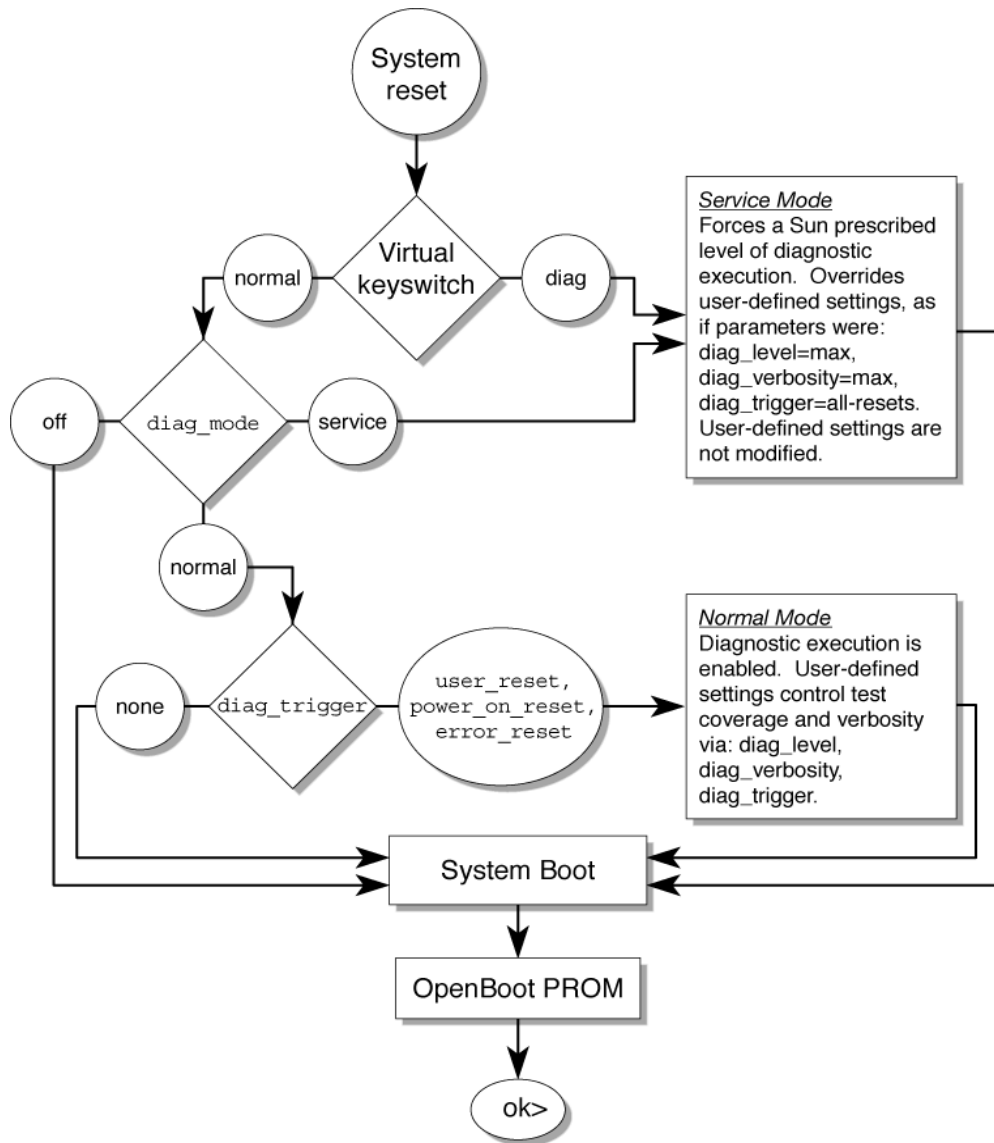 System
reset
Virtual
keyswitch
normal
diag
Service Mode
Forces a Sun prescribed
level of diagnostic
execution.  Overrides
user-defined settings, as
if parameters were:
diag_level=max,
diag_verbosity=max,
diag_trigger=all-resets.
User-defined settings are
not modified.
off
diag_mode
service
normal
none
diag_trigger
user_reset,
power_on_reset,
error_reset
Normal Mode
Diagnostic execution is
enabled.  User-defined
settings control test
coverage and verbosity
via: diag_level,
diag_verbosity,
diag_trigger.
System Boot
OpenBoot PROM
ok>